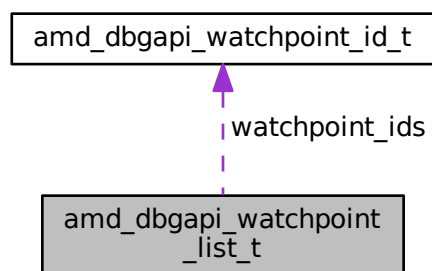 amd_dbgapi_watchpoint_id_t
watchpoint_ids
amd_dbgapi_watchpoint
_list_t